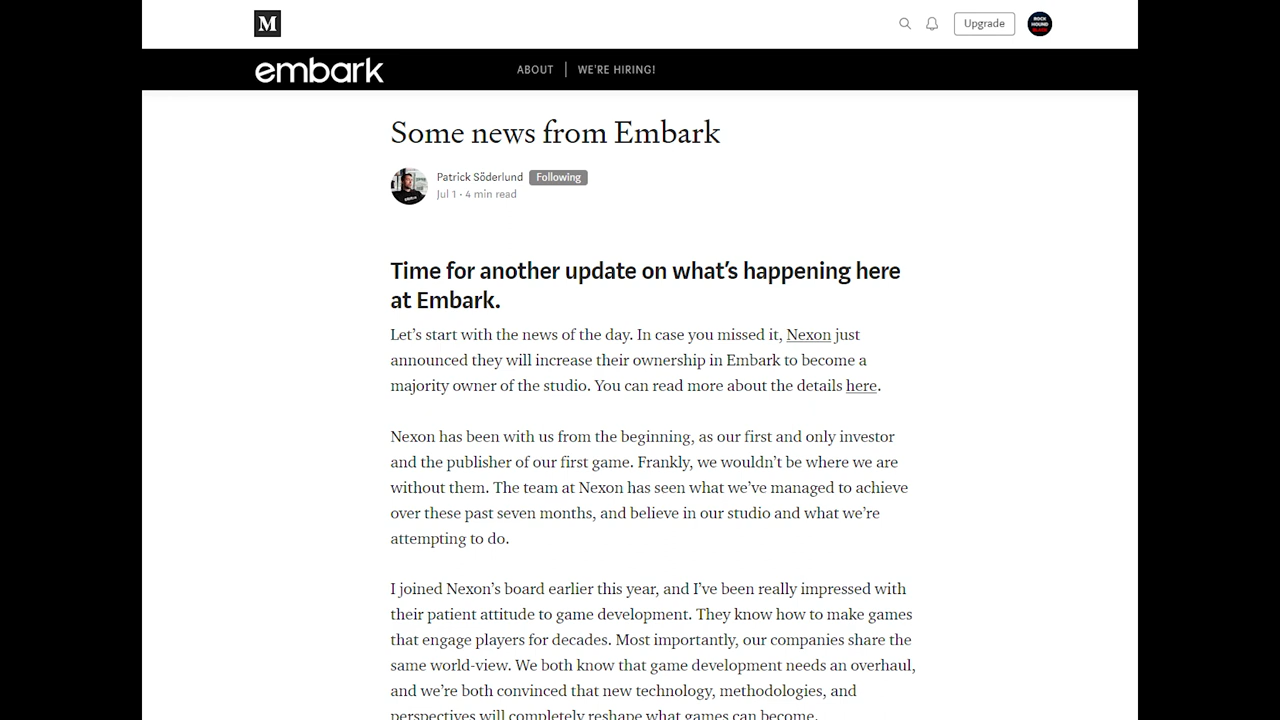 M
Upgrade
ROCK
HOUND
embark
ABOUT
WE'RE HIRING!
Some news from Embark
Patrick Söderlund Following
Jul 1 · 4 min read
Time for another update on what's happening here
at Embark.
Let's start with the news of the day. In case you missed it, Nexon just
announced they will increase their ownership in Embark to become a
majority owner of the studio. You can read more about the details here.
Nexon has been with us from the beginning, as our first and only investor
and the publisher of our first game. Frankly, we wouldn't be where we are
without them. The team at Nexon has seen what we've managed to achieve
over these past seven months, and believe in our studio and what we're
attempting to do.
I joined Nexon's board earlier this year, and I've been really impressed with
their patient attitude to game development. They know how to make games
that engage players for decades. Most importantly, our companies share the
same world-view. We both know that game development needs an overhaul,
and we're both convinced that new technology, methodologies, and
perspectives will completely reshape what games can become.